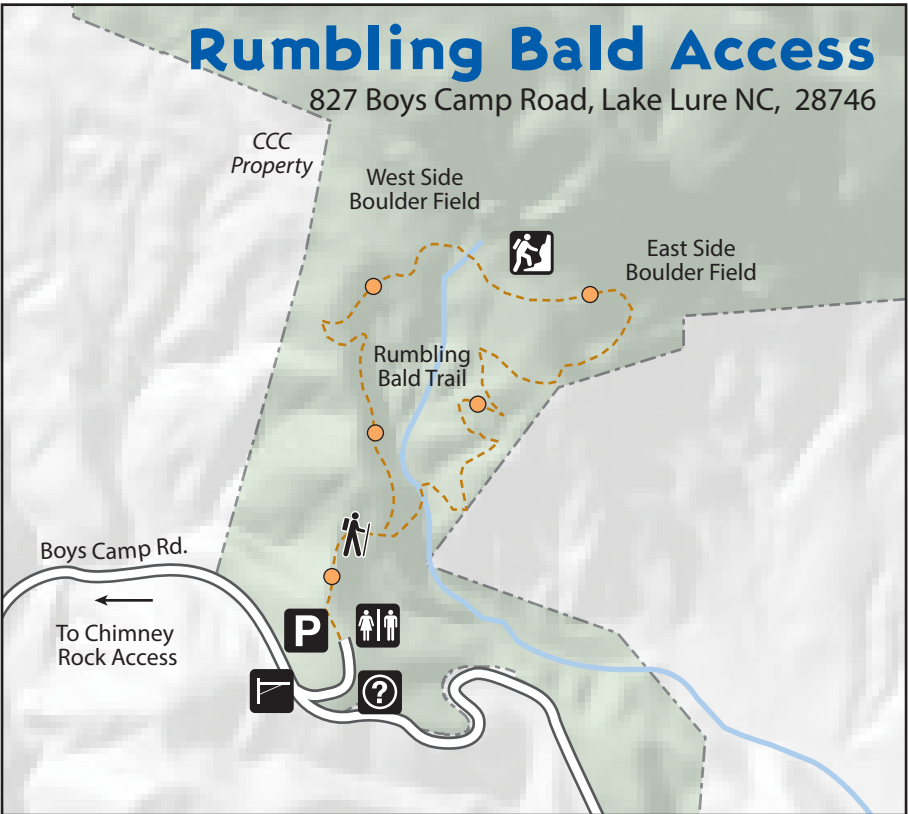 Rumbling Bald Access
827 Boys Camp Road, Lake Lure NC, 28746
CCC
Property
West Side
Boulder Field
East Side
Boulder Field
Rumbling
Bald Trail
Boys Camp Rd.
To Chimney
Rock Access
P
?